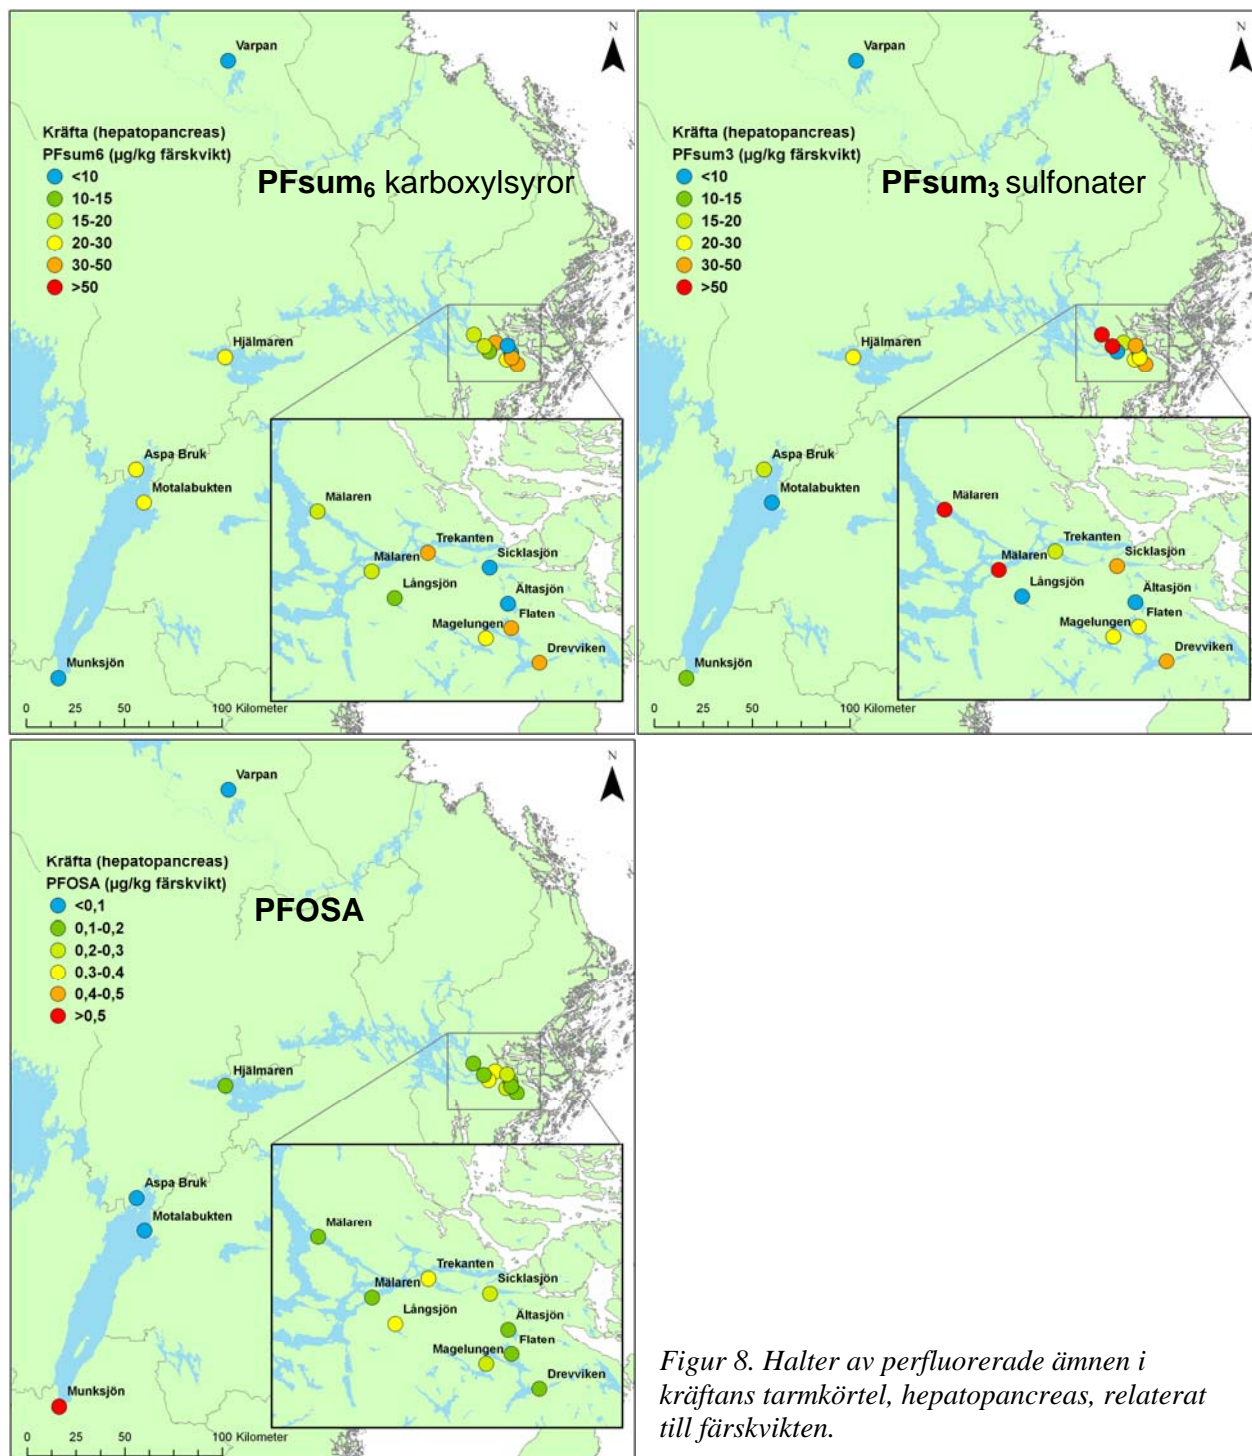 N
Varpan
Kräfta (hepatopancreas)
PFsum6 (µg/kg färskvikt)
<10
10-15
15-20
20-30
30-50
>50
PFsum₆ karboxylsyror
Hjälmaren
Aspa Bruk
Motalabukten
Munksjön
Mälaren
Trekanten
Mälaren
Sicklasjön
Långsjön
Ältasjön
Flaten
Magelungen
Drevviken
0 25 50 100 Kilometer
N
Varpan
Kräfta (hepatopancreas)
PFsum3 (µg/kg färskvikt)
<10
10-15
15-20
20-30
30-50
>50
PFsum₃ sulfonater
Hjälmaren
Aspa Bruk
Motalabukten
Munksjön
Mälaren
Trekanten
Mälaren
Sicklasjön
Långsjön
Ältasjön
Flaten
Magelungen
Drevviken
0 25 50 100 Kilometer
N
Varpan
Kräfta (hepatopancreas)
PFOSA (µg/kg färskvikt)
<0,1
0,1-0,2
0,2-0,3
0,3-0,4
0,4-0,5
>0,5
PFOSA
Hjälmaren
Aspa Bruk
Motalabukten
Munksjön
Mälaren
Trekanten
Mälaren
Sicklasjön
Långsjön
Ältasjön
Flaten
Magelungen
Drevviken
0 25 50 100 Kilometer
Figur 8. Halter av perfluorerade ämnen i
kräftans tarmkörtel, hepatopancreas, relaterat
till färskvikten.